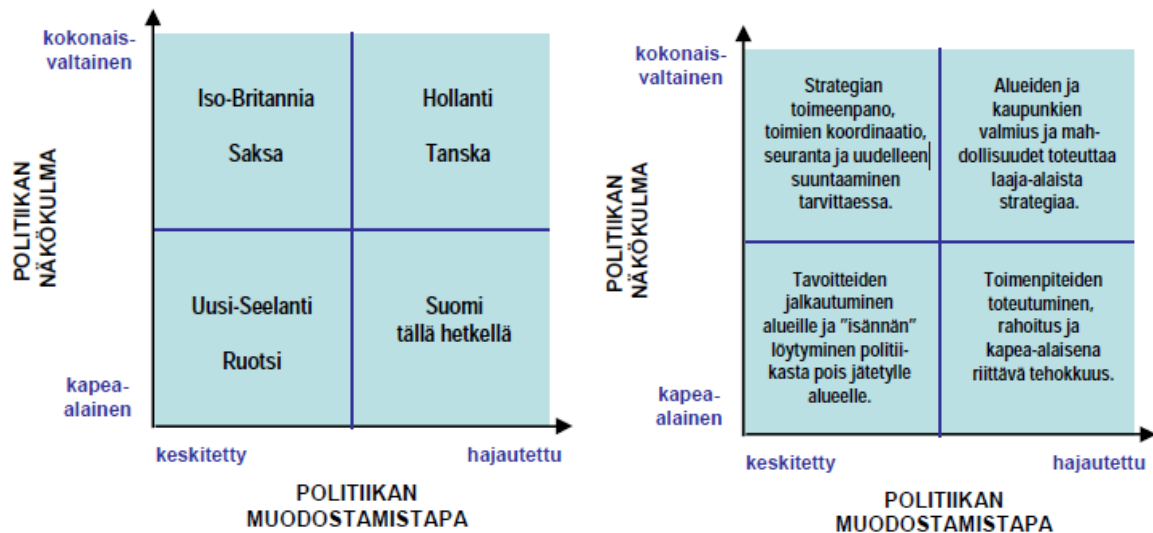 kokonais-
valtainen
Iso-Britannia
Saksa
Hollanti
Tanska
POLITIIKAN
NÄKÖKULMA
Uusi-Seelanti
Ruotsi
Suomi
tällä hetkellä
kapea-
alainen
keskitetty
hajautettu
POLITIIKAN
MUODOSTAMISTAPA
kokonais-
valtainen
Strategian
toimeenpano,
toimien koordinaatio,
seuranta ja uudelleen
suuntaaminen
tarvittaessa.
Alueiden ja
kaupunkien
valmius ja mah-
dollisuudet toteuttaa
laaja-alaista
strategiaa.
POLITIIKAN
NÄKÖKULMA
Tavoitteiden
jalkautuminen
alueille ja "isännän"
löytyminen politii-
kasta pois jätetylle
alueelle.
Toimenpiteiden
toteutuminen,
rahoitus ja
kapea-alaisena
riittävä tehokkuus.
kapea-
alainen
keskitetty
hajautettu
POLITIIKAN
MUODOSTAMISTAPA